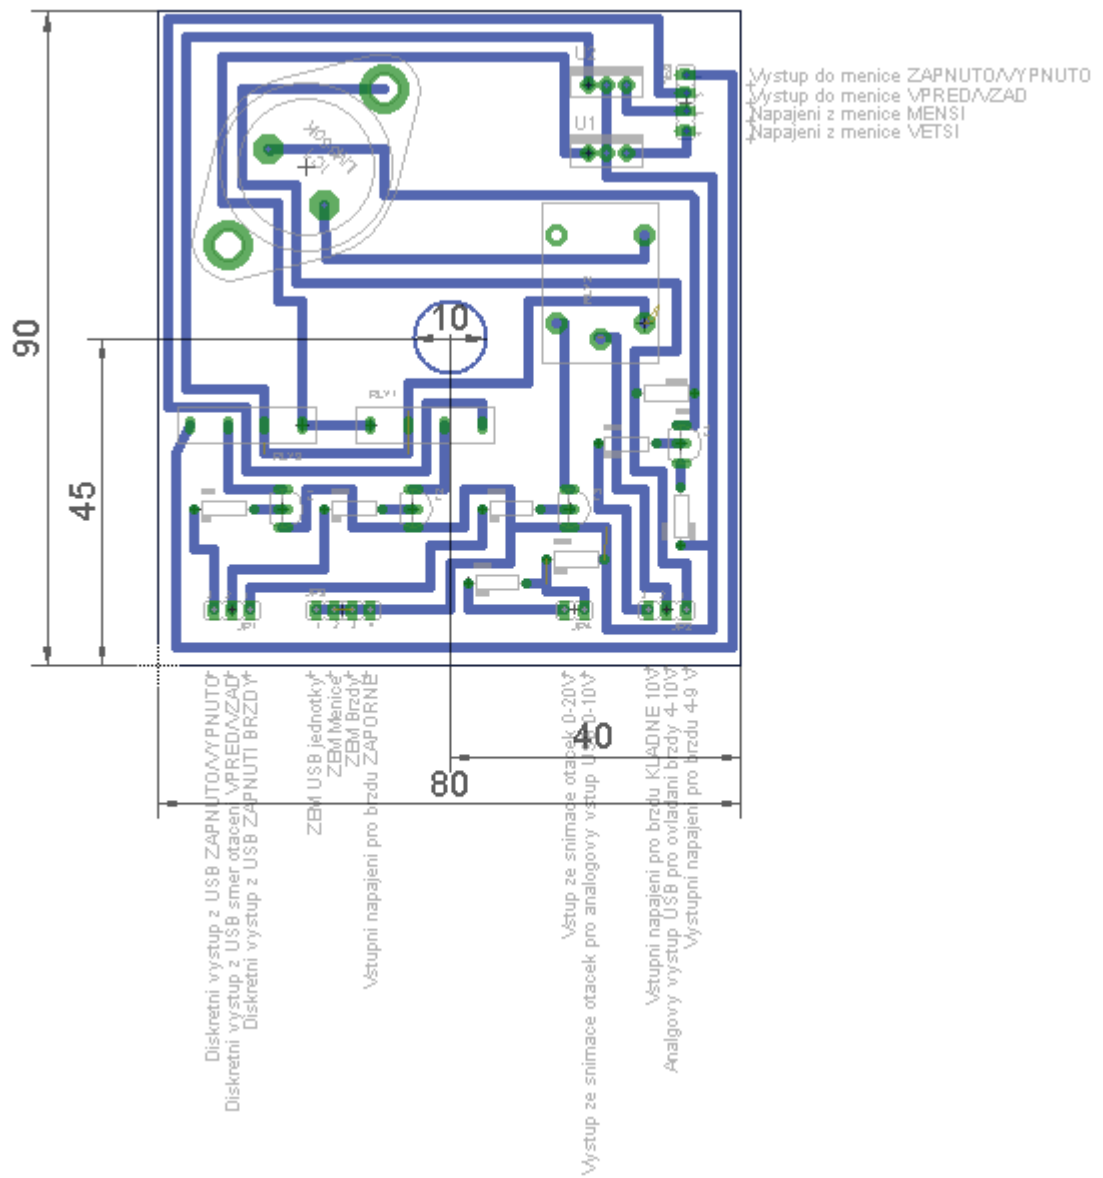 U2
U1
Vystup do menice ZAPNUTO/VYPNUTO
Vystup do menice VPRED/VZAD
Napajeni z menice MENSI
Napajeni z menice VETSI
90
10
RLY1
45
JP1
JP4
Diskretni vystup z USB ZAPNUTO/VYPNUTO
Diskretni vystup z USB smer otaceni VPRED/VZAD
Diskretni vystup z USB ZAPNUTI BRZDY
ZEM USB jednotky
ZEM Menice
ZEM Brzdy
Vstupni napajeni pro brzdu ZAPORNE
Vstup ze snimace otacek 0-20V
Vystup ze snimace otacek pro analogovy vstup USB 0-10V
Vstupni napajeni pro brzdu KLADNE 10V
Analgovy vystup USB pro ovladani brzdy 4-10V
Vystupni napajeni pro brzdu 4-9 V
40
80